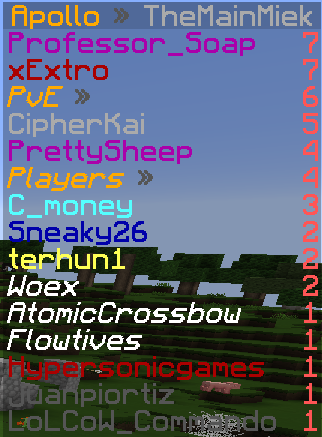 Apollo » TheMainMiek
Professor_Soap 7
xExtro 7
PvE » 6
CipherKai 5
PrettySheep 4
Players » 4
C_money 3
Sneaky26 2
terhun1 2
Woex 2
AtomicCrossbow 1
Flowtives 1
Hypersonicgames 1
juanpiortiz 1
LoLCoW_Commando 1